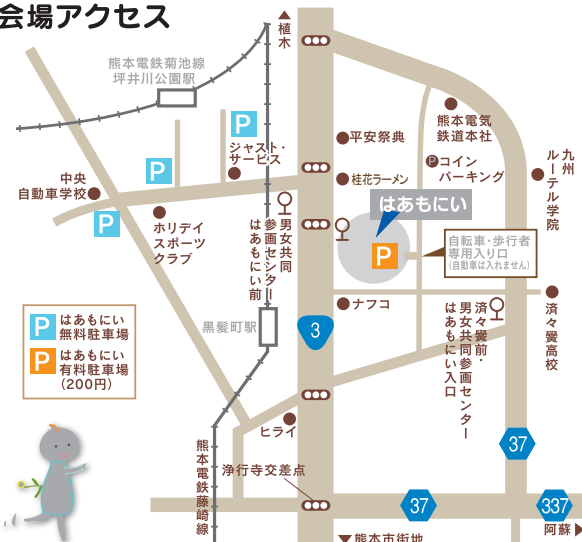 会場アクセス
▲
植木
熊本電鉄菊池線
坪井川公園駅
P
ジャスト・
サービス
P
中央
自動車学校
P
ホリデイ
スポーツ
クラブ
男女共同
参画センター
はあもにい前
平安祭典
桂花ラーメン
はあもにい
P
熊本電気
鉄道本社
P コイン
パーキング
九州
ルーテル学院
自転車・歩行者
専用入り口
(自動車は入れません)
ナフコ
済々黌前・
男女共同参画センター
はあもにい入口
済々黌高校
黒髪町駅
3
P はあもにい
無料駐車場
P はあもにい
有料駐車場
(200円)
ヒライ
熊本電鉄藤崎線
浄行寺交差点
37
37
337
阿蘇▶
▼熊本市街地